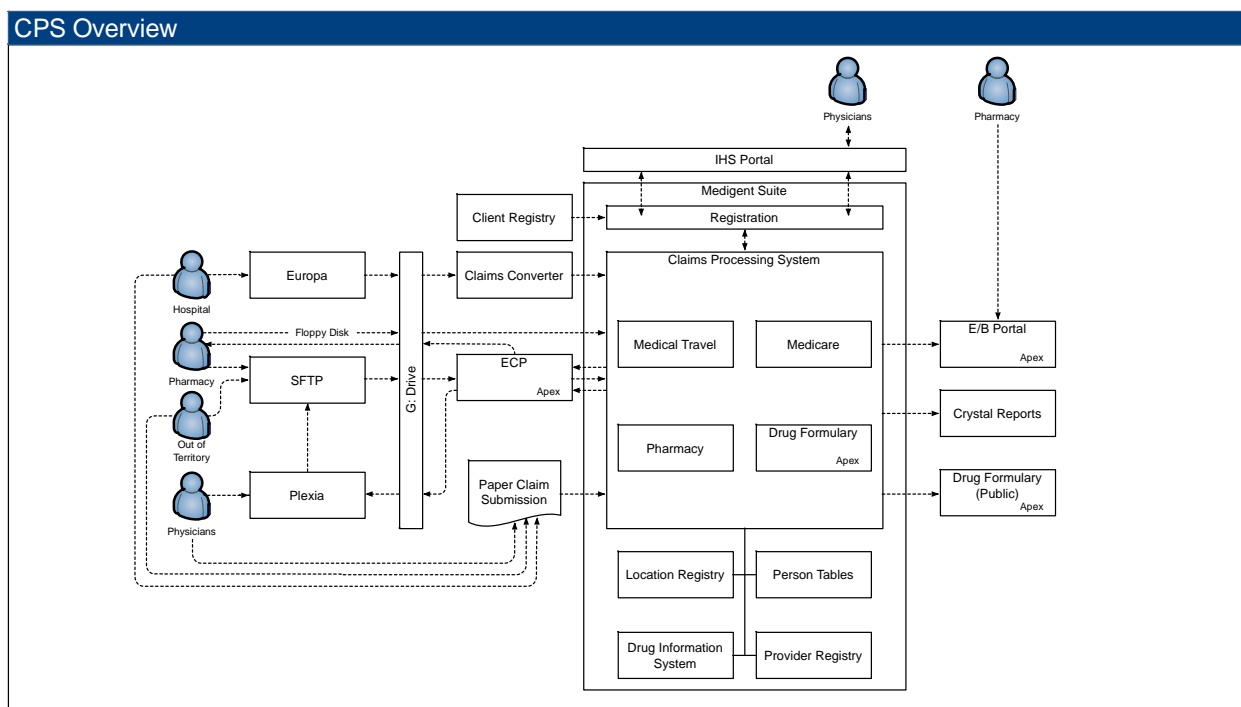 CPS Overview
Physicians
Pharmacy
IHS Portal
Medigent Suite
Client Registry
Registration
Claims Processing System
Hospital
Europa
Claims Converter
Floppy Disk
Medical Travel
Medicare
E/B Portal
Apex
Pharmacy
SFTP
G: Drive
ECP
Apex
Crystal Reports
Out of
Territory
Pharmacy
Drug Formulary
Apex
Physicians
Plexia
Paper Claim
Submission
Drug Formulary
(Public)
Apex
Location Registry
Person Tables
Drug Information
System
Provider Registry